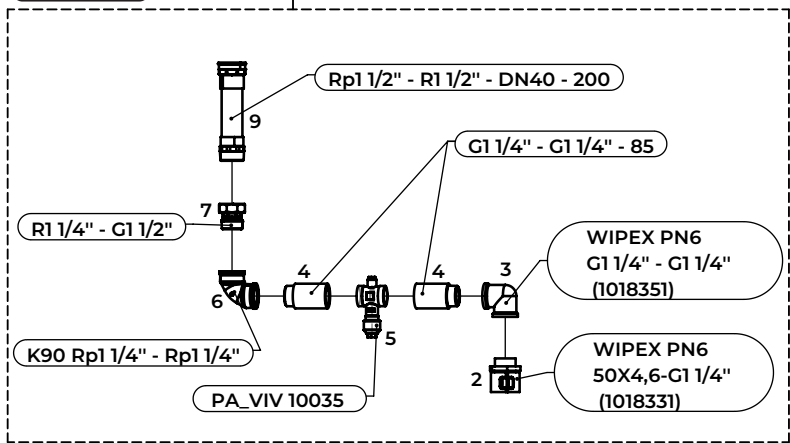 Rp1 1/2" - R1 1/2" - DN40 - 200
9
G1 1/4" - G1 1/4" - 85
7
R1 1/4" - G1 1/2"
WIPEX PN6
G1 1/4" - G1 1/4"
(1018351)
4
4
3
6
5
K90 Rp1 1/4" - Rp1 1/4"
WIPEX PN6
50X4,6-G1 1/4"
(1018331)
2
PA_VIV 10035